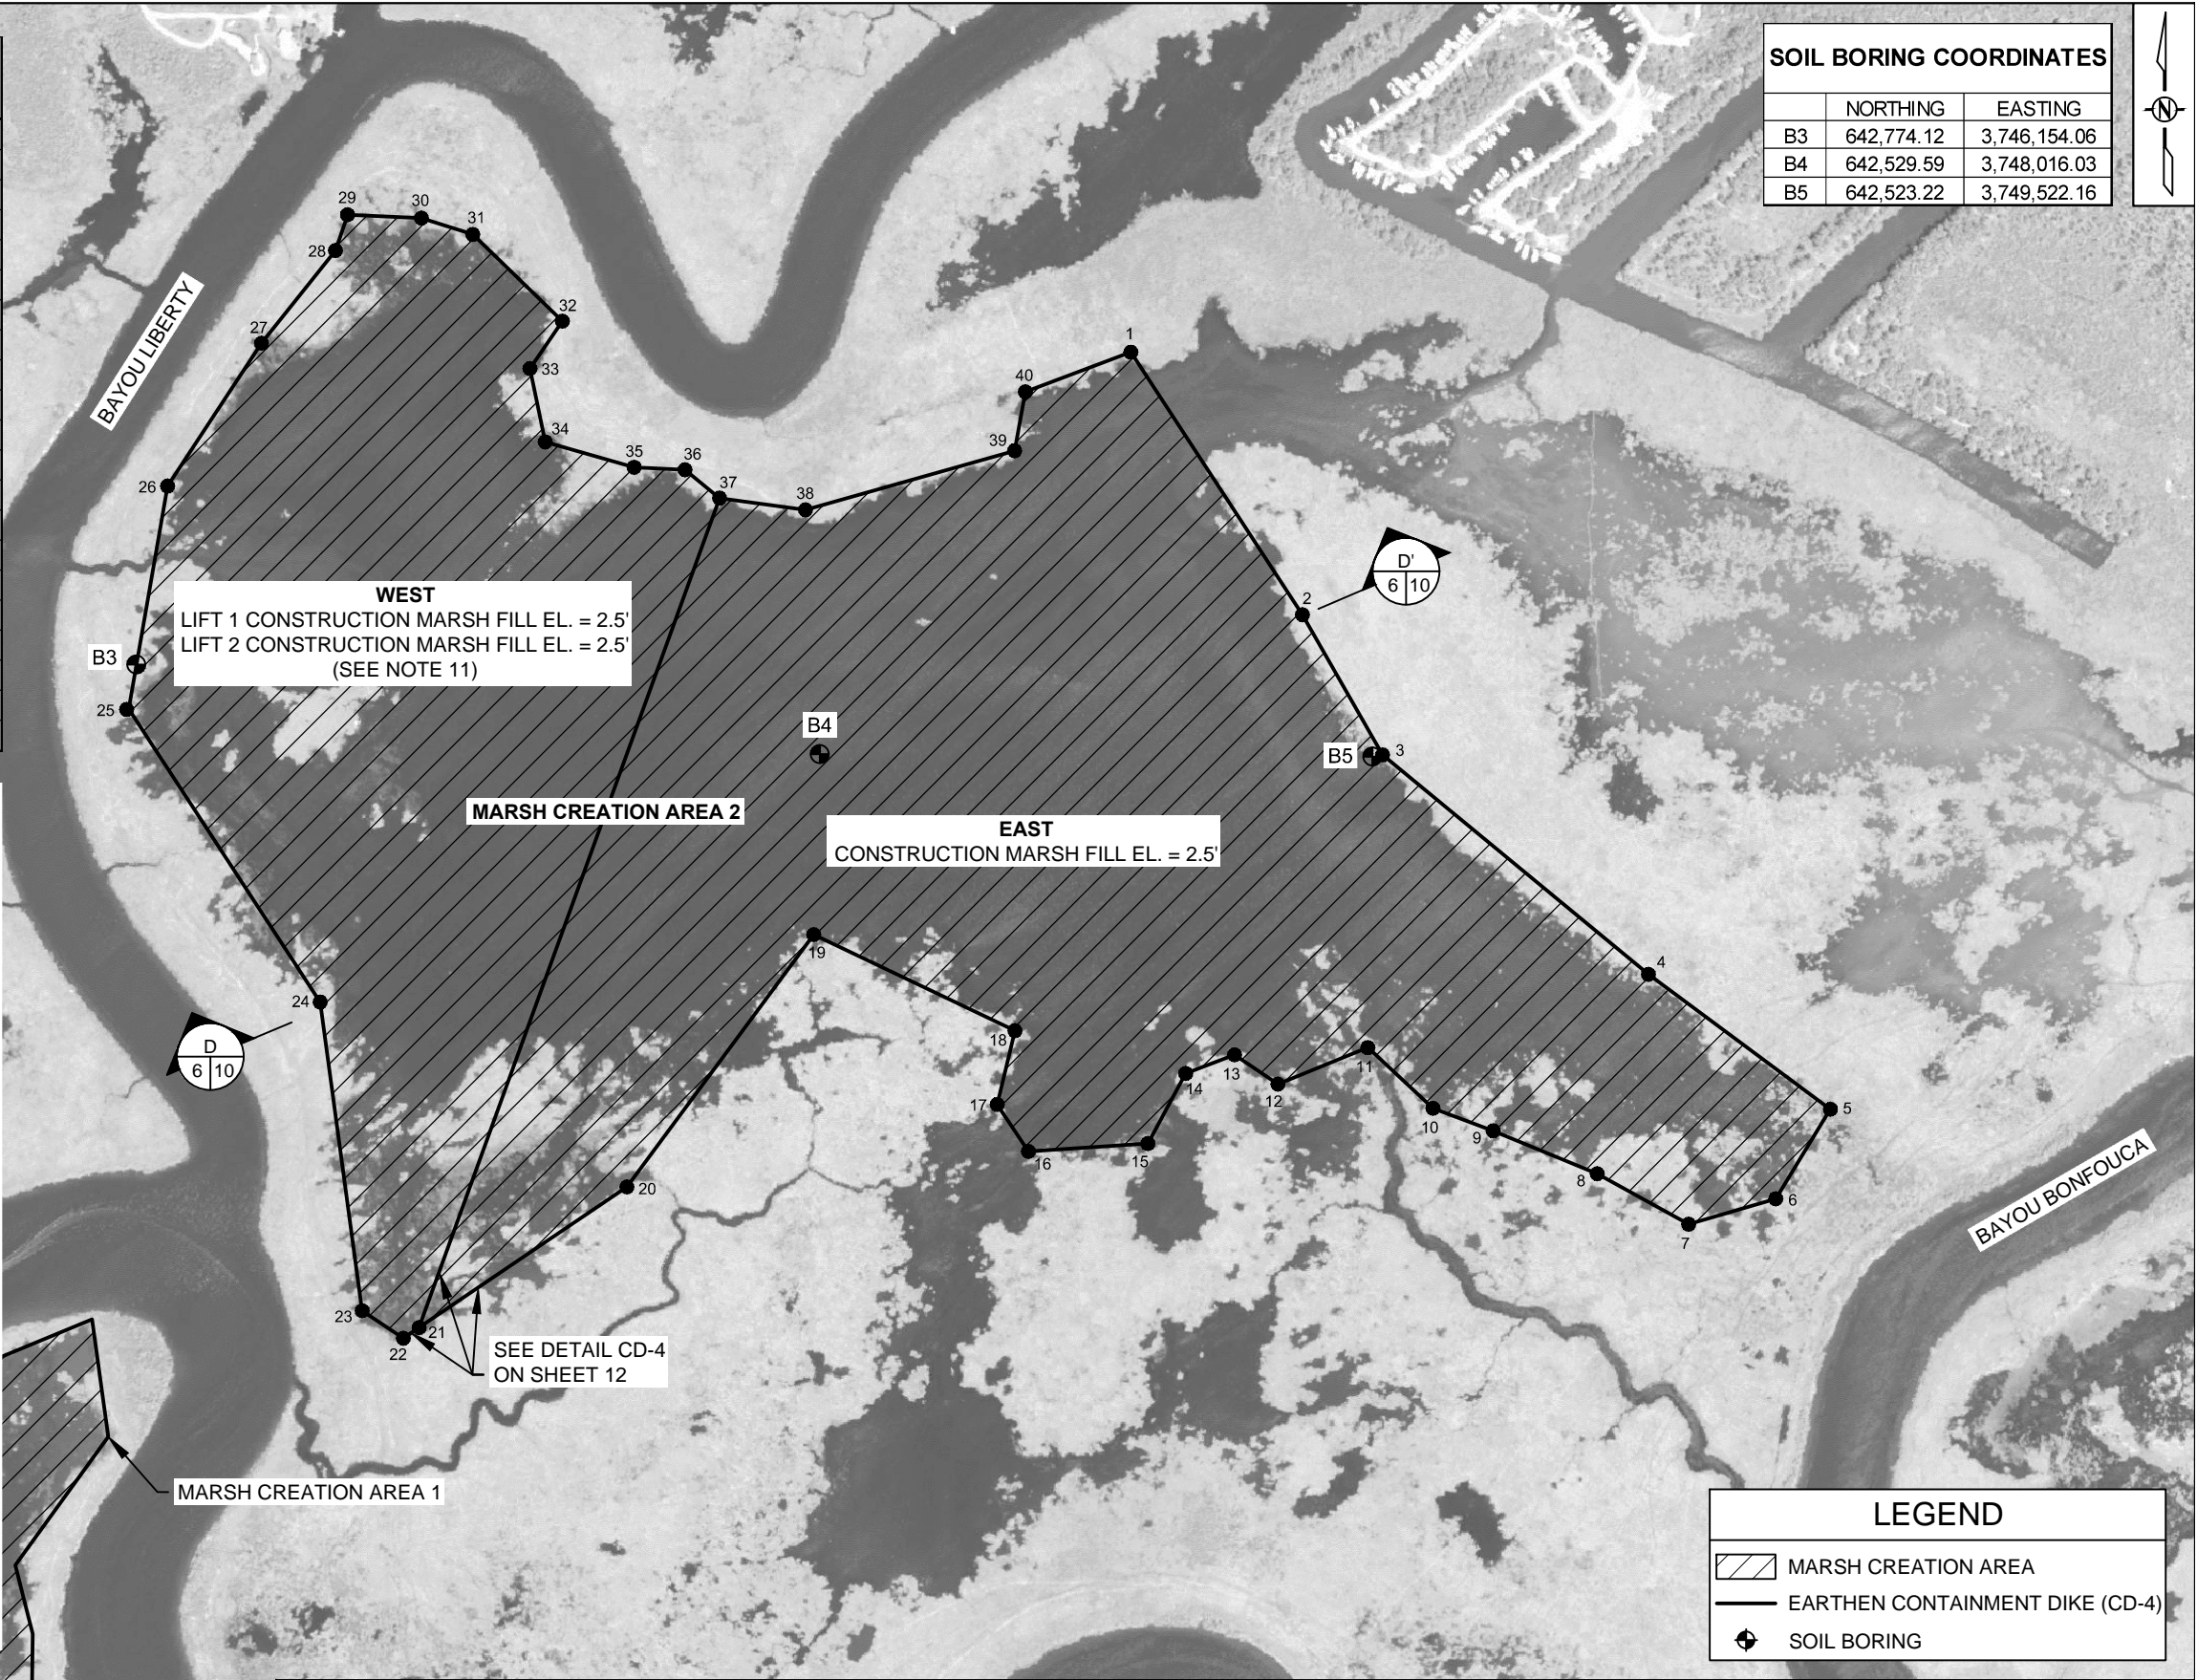 SOIL BORING COORDINATES
NORTHING EASTING
B3 642,774.12 3,746,154.06
B4 642,529.59 3,748,016.03
B5 642,523.22 3,749,522.16
N
29
30
31
28
32
27
33
1
40
34
39
35
36
37
38
26
BAYOU LIBERTY
D'
6 10
2
WEST
LIFT 1 CONSTRUCTION MARSH FILL EL. = 2.5'
LIFT 2 CONSTRUCTION MARSH FILL EL. = 2.5'
(SEE NOTE 11)
B3
25
B4
B5
3
MARSH CREATION AREA 2
EAST
CONSTRUCTION MARSH FILL EL. = 2.5'
19
4
24
D
6 10
18
13
11
14
12
17
10
9
5
16
15
8
6
7
20
BAYOU BONFOUCA
23
21
22
SEE DETAIL CD-4
ON SHEET 12
MARSH CREATION AREA 1
LEGEND
MARSH CREATION AREA
EARTHEN CONTAINMENT DIKE (CD-4)
SOIL BORING